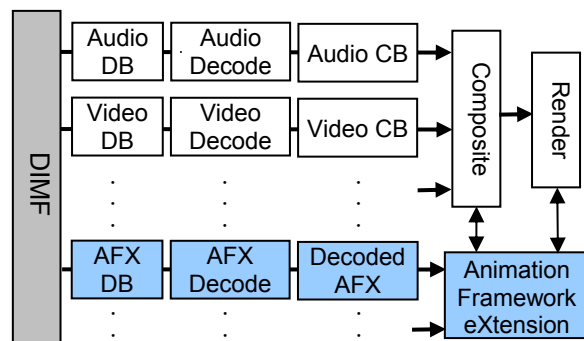 DIMF
Audio DB
Audio Decode
Audio CB
Video DB
Video Decode
Video CB
AFX DB
AFX Decode
Decoded AFX
Composite
Render
Animation Framework eXtension